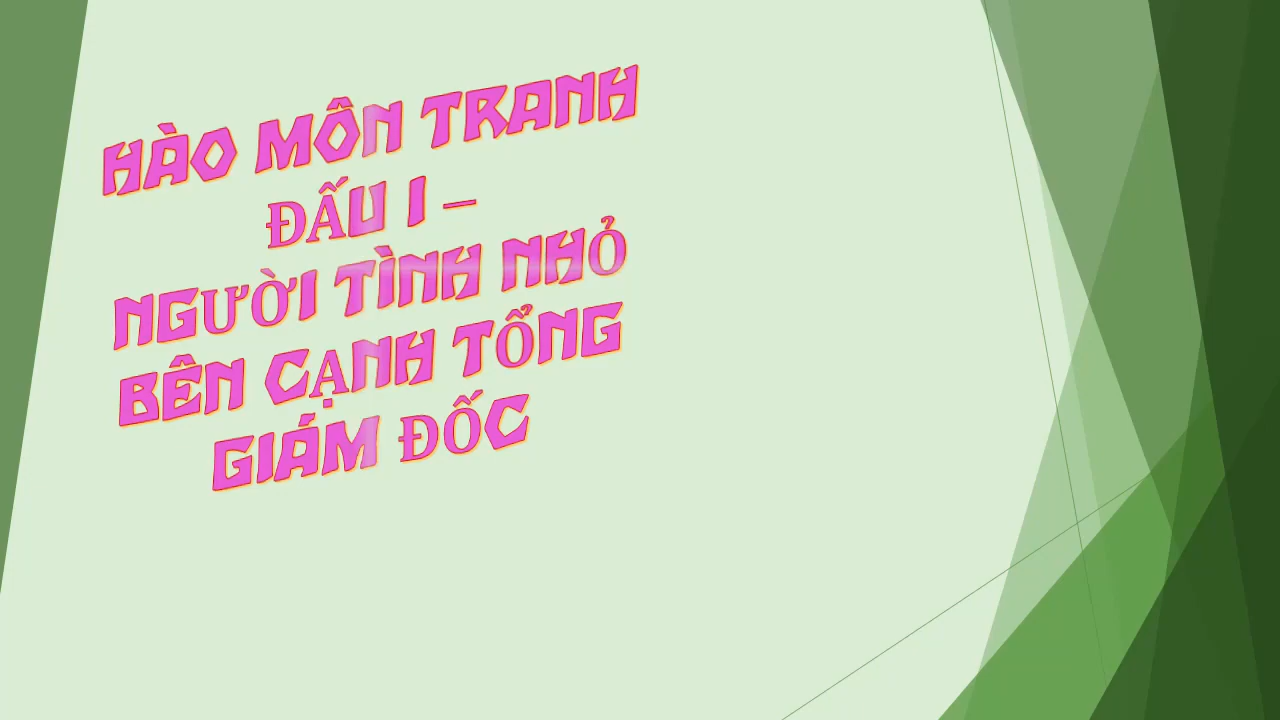 HÀO MÔN TRANH
ĐẤU I –
NGƯỜI TÌNH NHỎ
BÊN CẠNH TỔNG
GIÁM ĐỐC